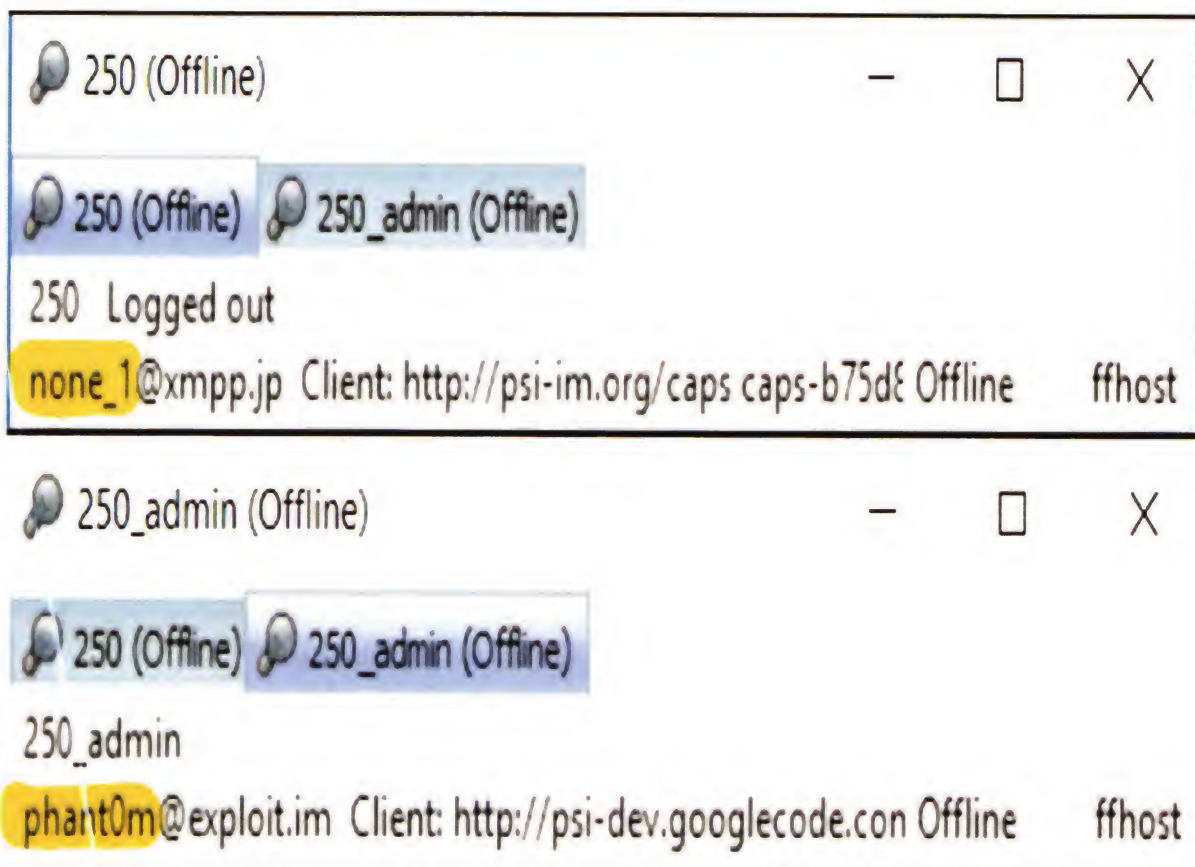 250 (Offline)
250 (Offline) 250_admin (Offline)
250 Logged out
none_1@xmpp.jp Client: http://psi-im.org/caps caps-b75d8 Offline ffhost
250_admin (Offline)
250 (Offline) 250_admin (Offline)
250_admin
phant0m@exploit.im Client: http://psi-dev.googlecode.con Offline ffhost